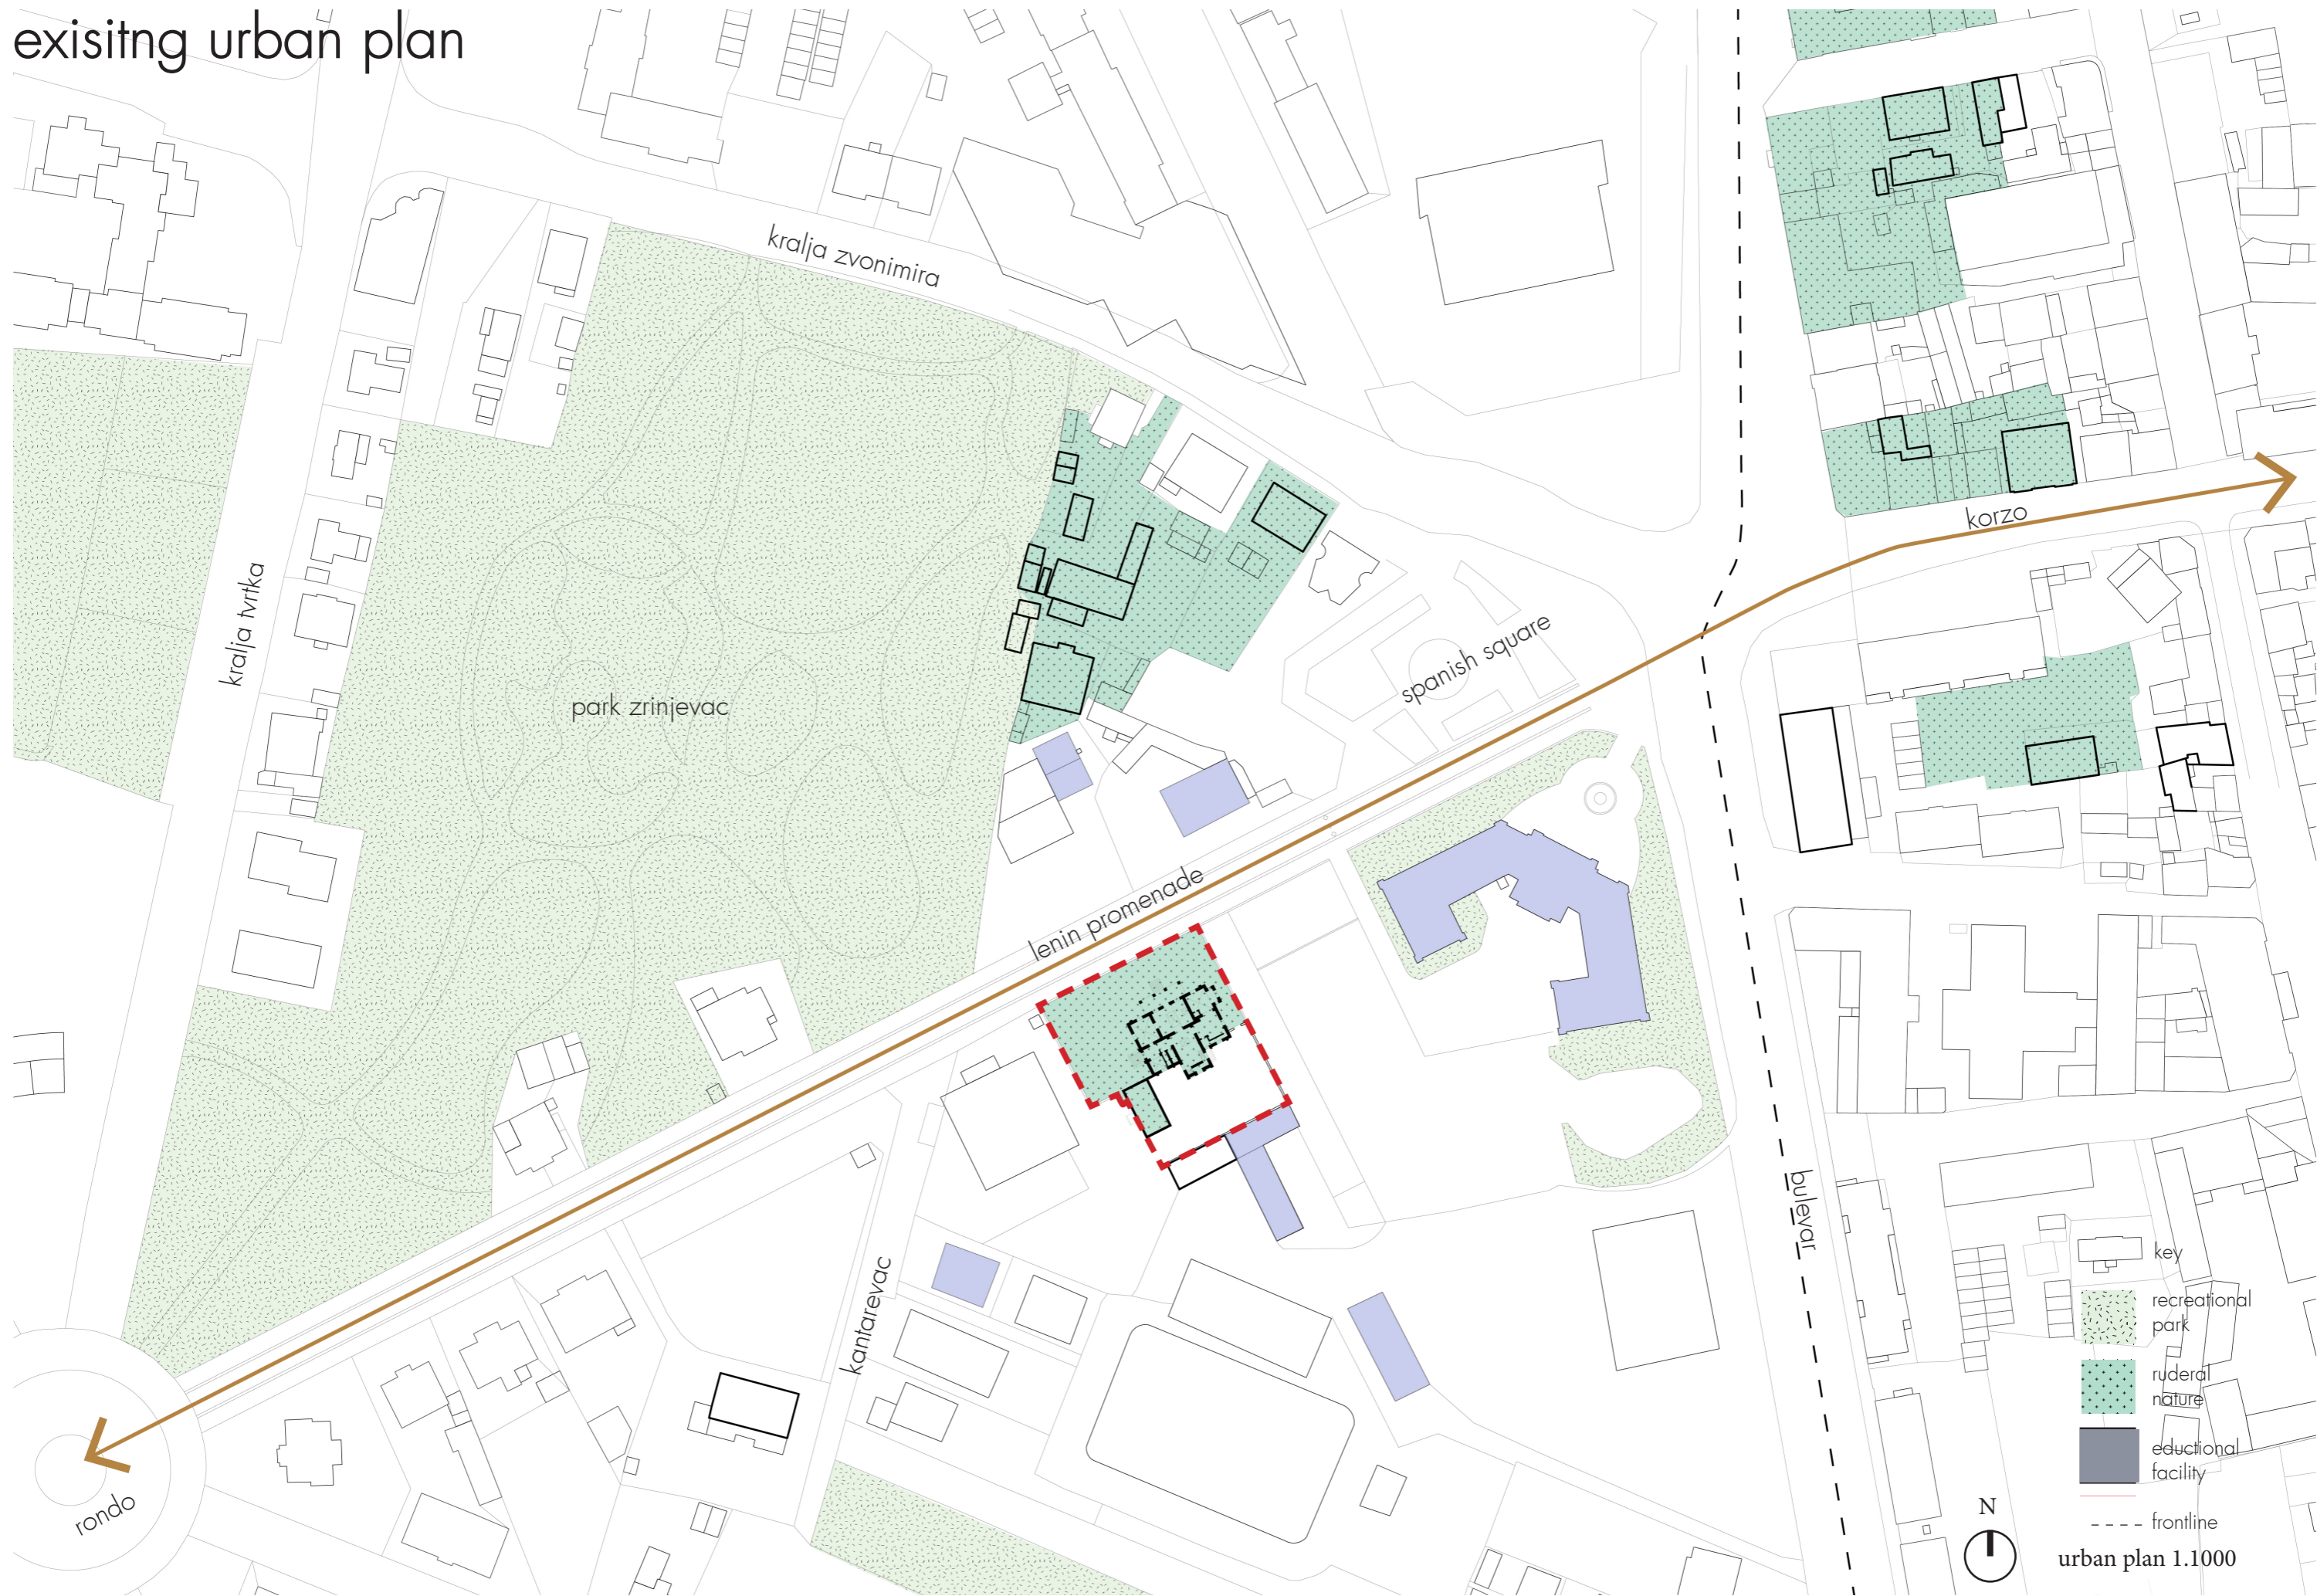 exisitng urban plan
kralja zvonimira
korzo
kralja tvrtka
spanish square
park zrinjevac
lenin promenade
bulevar
kantarevac
rondo
key
recreational
park
ruderal
nature
eductional
facility
frontline
N
urban plan 1.1000